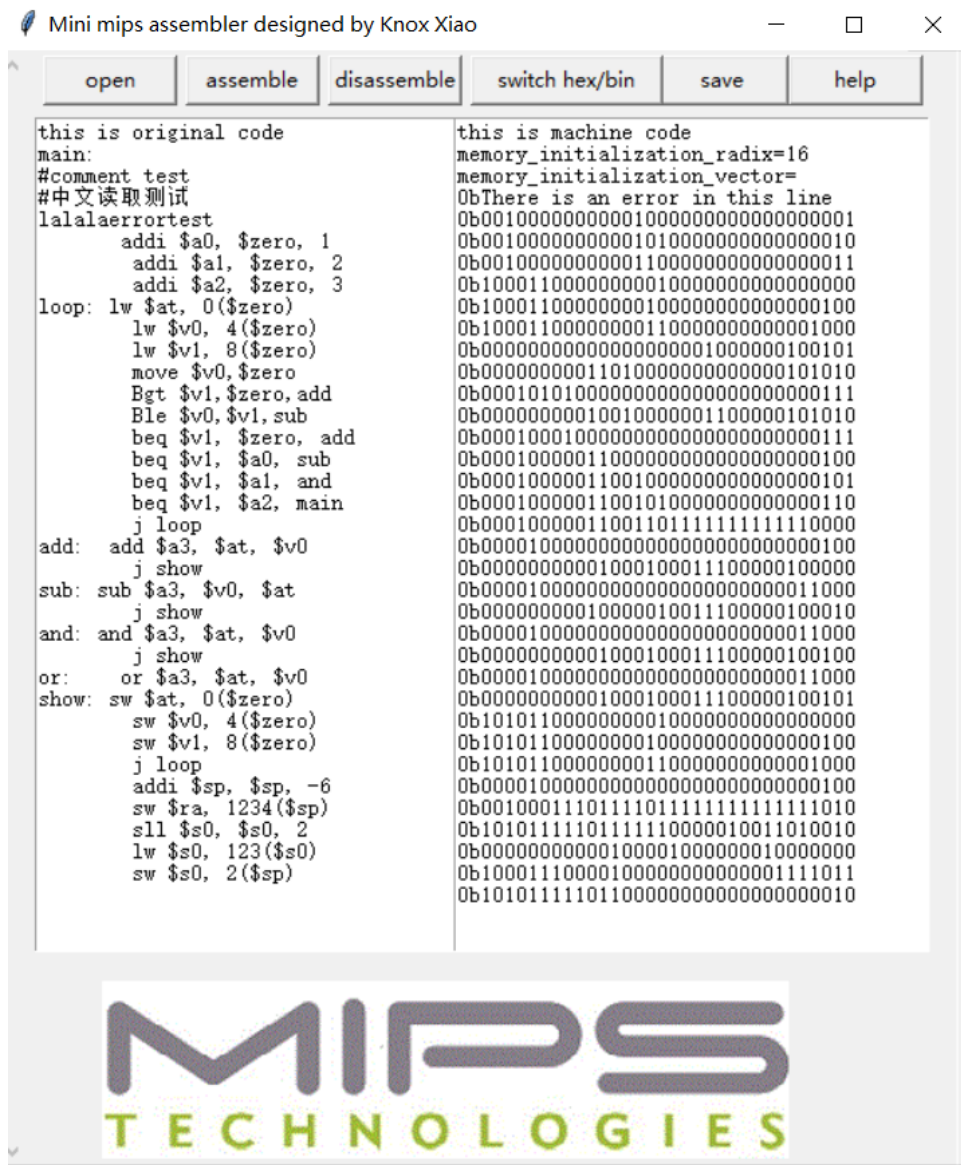 Mini mips assembler designed by Knox Xiao
open assemble disassemble switch hex/bin save help
this is original code
main:
#comment test
#中文读取测试
lalalaerrortest
addi $a0, $zero, 1
addi $a1, $zero, 2
addi $a2, $zero, 3
loop: lw $at, 0($zero)
lw $v0, 4($zero)
lw $v1, 8($zero)
move $v0,$zero
Bgt $v1,$zero,add
Ble $v0,$v1,sub
beq $v1, $zero, add
beq $v1, $a0, sub
beq $v1, $a1, and
beq $v1, $a2, main
j loop
add: add $a3, $at, $v0
j show
sub: sub $a3, $v0, $at
j show
and: and $a3, $at, $v0
j show
or: or $a3, $at, $v0
show: sw $at, 0($zero)
sw $v0, 4($zero)
sw $v1, 8($zero)
j loop
addi $sp, $sp, -6
sw $ra, 1234($sp)
sll $s0, $s0, 2
lw $s0, 123($s0)
sw $s0, 2($sp)
this is machine code
memory_initialization_radix=16
memory_initialization_vector=
0bThere is an error in this line
0b00100000000001000000000000000001
0b00100000000001010000000000000010
0b00100000000001100000000000000011
0b10001100000000010000000000000000
0b10001100000000100000000000000100
0b10001100000000110000000000001000
0b00000000000000000001000000100101
0b00000000011010000000000000101010
0b00010101000000000000000000000111
0b00000000010010000001100000101010
0b00010001000000000000000000000111
0b00010000011000000000000000000100
0b00010000011001000000000000000101
0b00010000011001010000000000000110
0b00010000011001101111111111110000
0b00001000000000000000000000000100
0b00000000001000100011100000100000
0b00001000000000000000000000011000
0b00000000010000010011100000100010
0b00001000000000000000000000011000
0b00000000001000100011100000100100
0b00001000000000000000000000011000
0b00000000001000100011100000100101
0b10101100000000010000000000000000
0b10101100000000100000000000000100
0b10101100000000110000000000001000
0b00001000000000000000000000000100
0b00100011101111011111111111111010
0b10101111101111110000010011010010
0b00000000000100001000000010000000
0b10001110000100000000000001111011
0b10101111101100000000000000000010
MIPS
TECHNOLOGIES